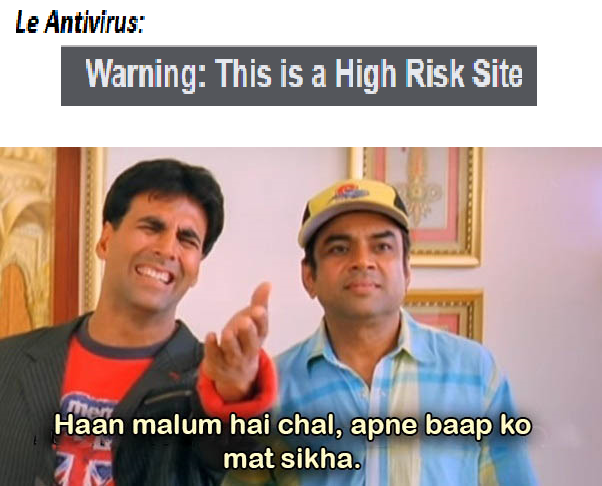 Le Antivirus:
Warning: This is a High Risk Site
Haan malum hai chal, apne baap ko
mat sikha.